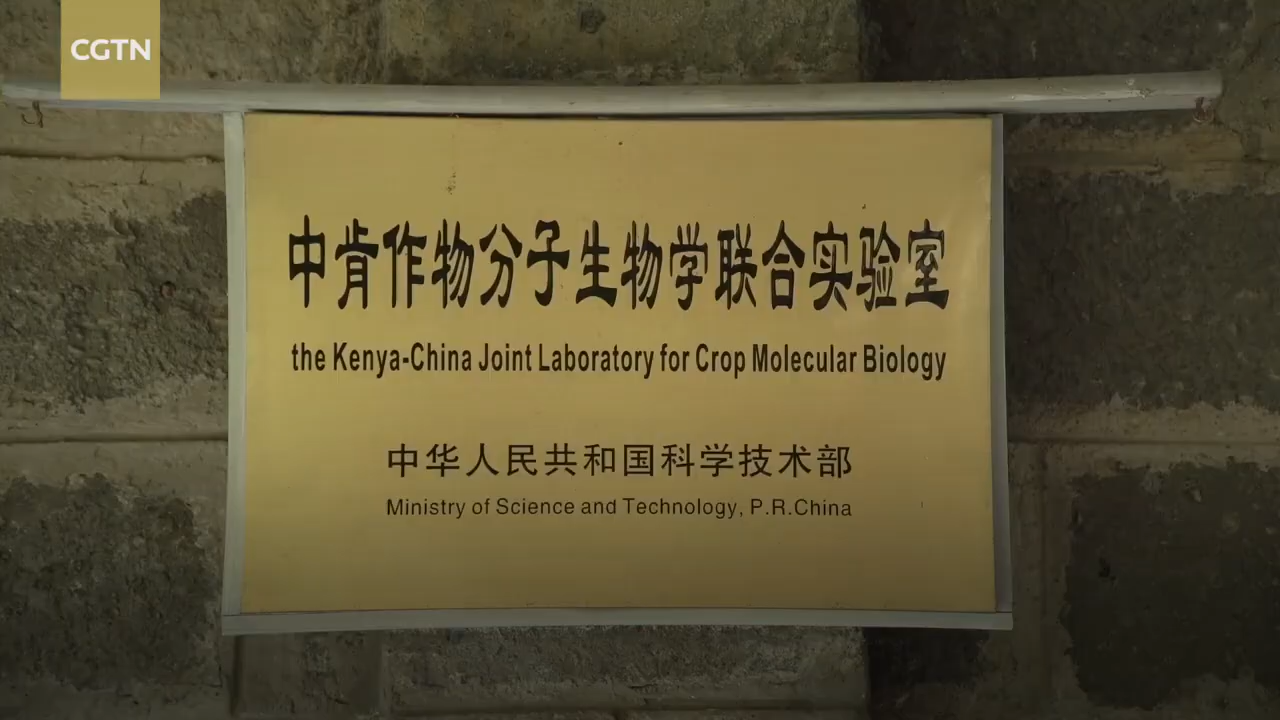 CGTN
中肯作物分子生物学联合实验室
the Kenya-China Joint Laboratory for Crop Molecular Biology
中华人民共和国科学技术部
Ministry of Science and Technology, P.R.China